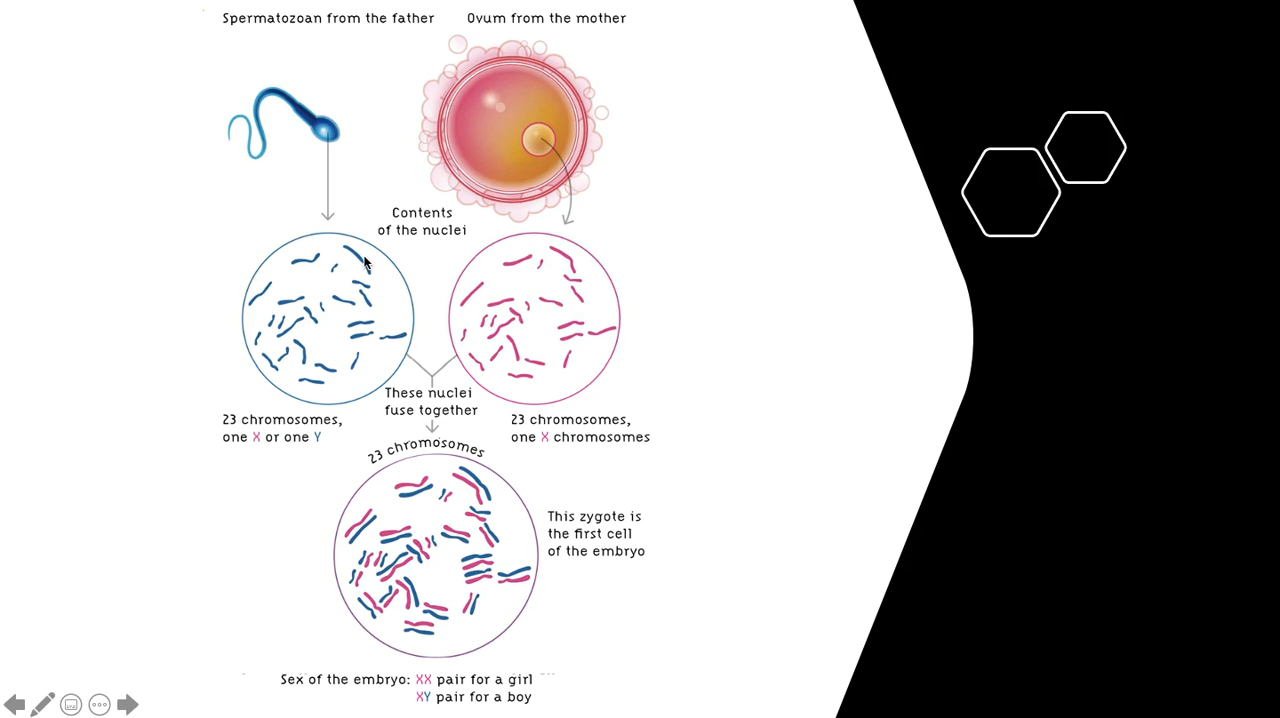 Spermatozoan from the father
Ovum from the mother
Contents
of the nuclei
These nuclei
fuse together
23 chromosomes,
one X or one Y
23 chromosomes,
one X chromosomes
23 chromosomes
This zygote is
the first cell
of the embryo
Sex of the embryo: XX pair for a girl
XY pair for a boy